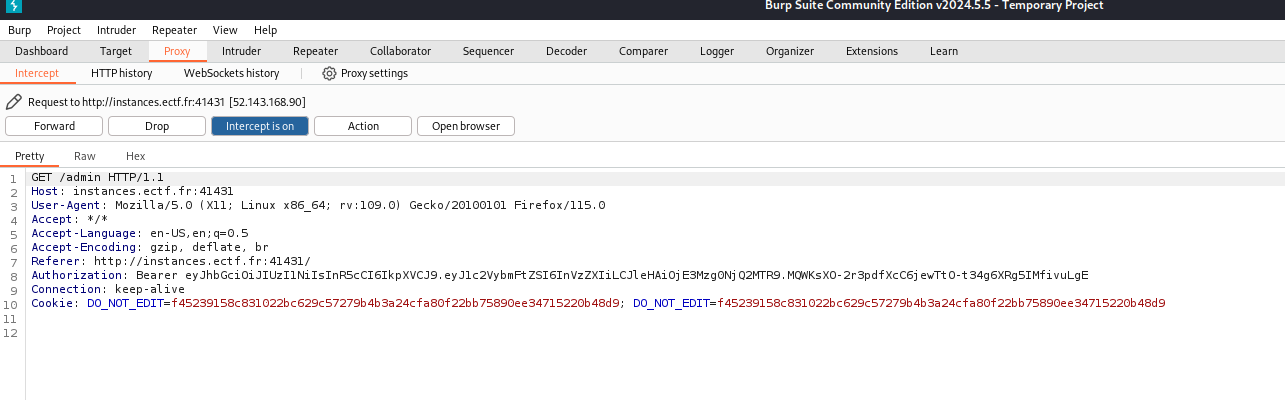 Burp Suite Community Edition v2024.5.5 - Temporary Project
Burp Project Intruder Repeater View Help
Dashboard Target Proxy Intruder Repeater Collaborator Sequencer Decoder Comparer Logger Organizer Extensions Learn
Intercept HTTP history WebSockets history Proxy settings
Request to http://instances.ectf.fr:41431 [52.143.168.90]
Forward Drop Intercept is on Action Open browser
Pretty Raw Hex
1 GET /admin HTTP/1.1
2 Host: instances.ectf.fr:41431
3 User-Agent: Mozilla/5.0 (X11; Linux x86_64; rv:109.0) Gecko/20100101 Firefox/115.0
4 Accept: */*
5 Accept-Language: en-US,en;q=0.5
6 Accept-Encoding: gzip, deflate, br
7 Referer: http://instances.ectf.fr:41431/
8 Authorization: Bearer eyJhbGciOiJIUzI1NiIsInR5cCI6IkpXVCJ9.eyJ1c2VybmFtZSI6InVzZXIiLCJleHAiOjE3Mzg0NjQ2MTR9.MQWKsXO-2r3pdfXcC6jewTtO-t34g6XRg5IMfivuLgE
9 Connection: keep-alive
10 Cookie: DO_NOT_EDIT=f45239158c831022bc629c57279b4b3a24cfa80f22bb75890ee34715220b48d9; DO_NOT_EDIT=f45239158c831022bc629c57279b4b3a24cfa80f22bb75890ee34715220b48d9
11
12